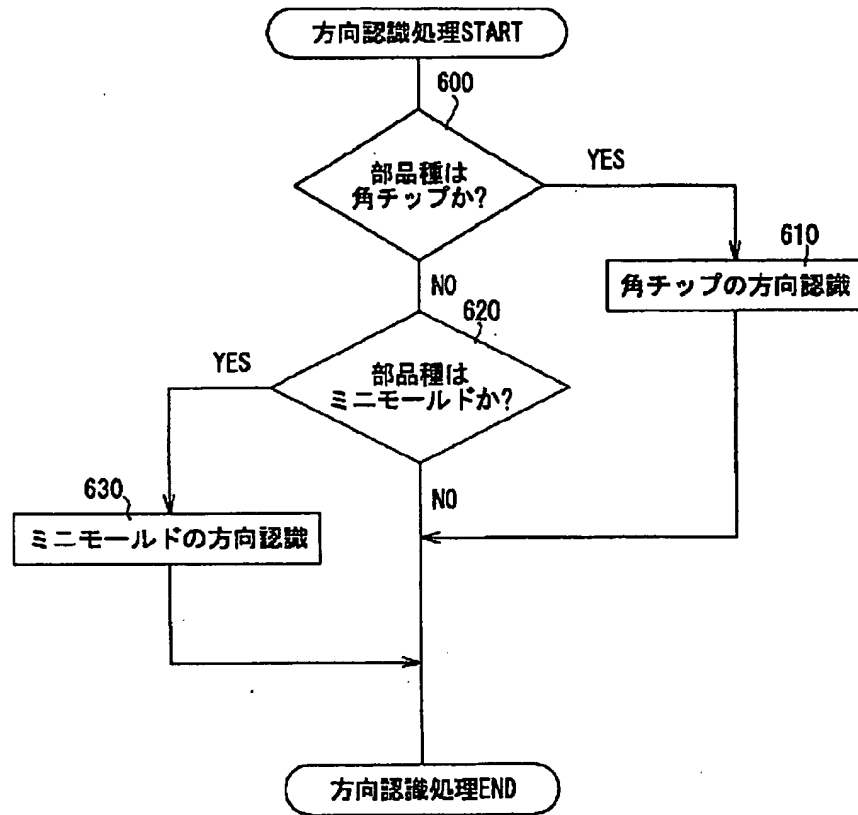 方向認識処理START
600
部品種は
角チップか?
YES
610
角チップの方向認識
NO
620
部品種は
ミニモールドか?
YES
NO
630
ミニモールドの方向認識
方向認識処理END